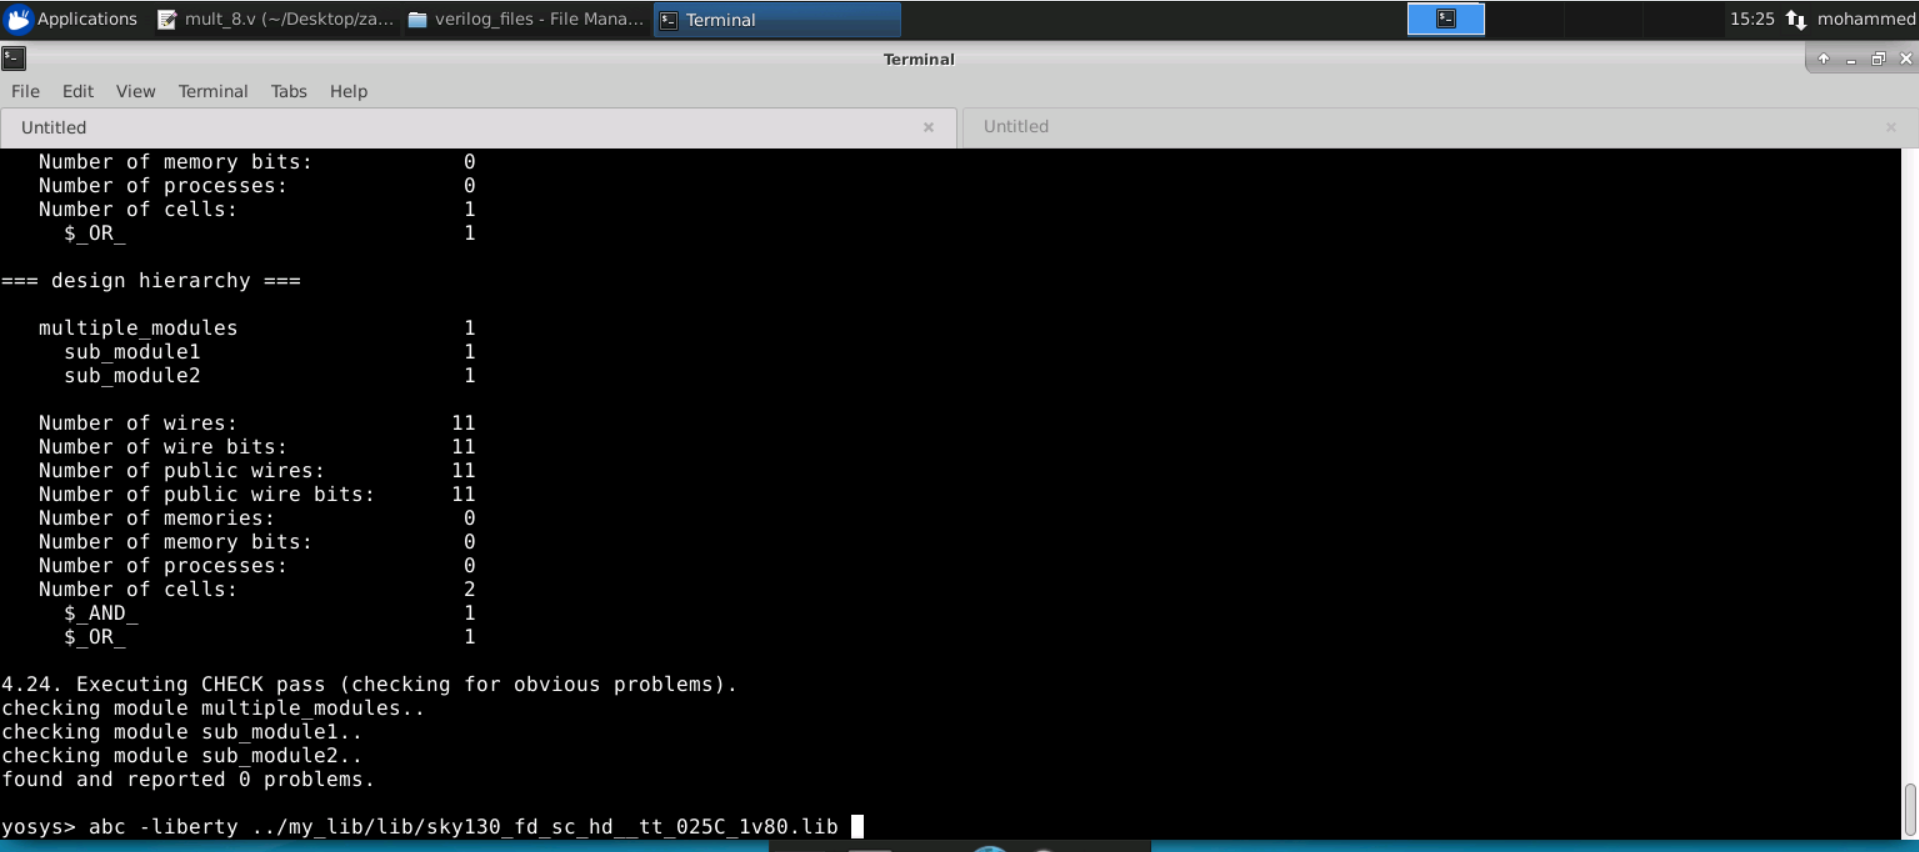 Applications mult_8.v (~/Desktop/za... verilog_files - File Mana... Terminal 15:25 mohammed
Terminal
File Edit View Terminal Tabs Help
Untitled Untitled
Number of memory bits: 0
Number of processes: 0
Number of cells: 1
$_OR_ 1
=== design hierarchy ===
multiple_modules 1
sub_module1 1
sub_module2 1
Number of wires: 11
Number of wire bits: 11
Number of public wires: 11
Number of public wire bits: 11
Number of memories: 0
Number of memory bits: 0
Number of processes: 0
Number of cells: 2
$_AND_ 1
$_OR_ 1
4.24. Executing CHECK pass (checking for obvious problems).
checking module multiple_modules..
checking module sub_module1..
checking module sub_module2..
found and reported 0 problems.
yosys> abc -liberty ../my_lib/lib/sky130_fd_sc_hd__tt_025C_1v80.lib